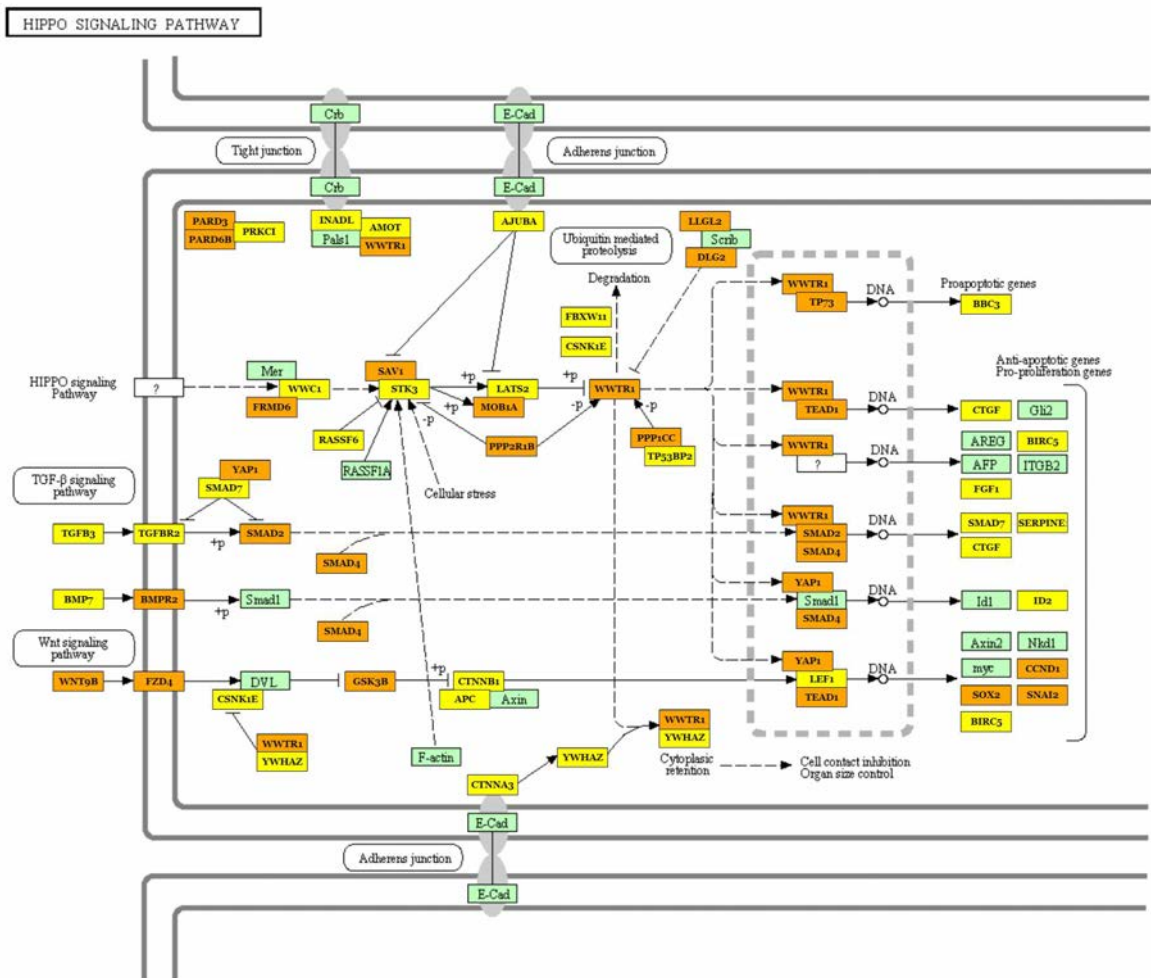 HIPPO SIGNALING PATHWAY
Crb
E-Cad
Tight junction
Adherens junction
Crb
E-Cad
PARD3
PARD6B
PRKCI
INADL
AMOT
Pals1
WWTR1
AJUBA
LLGL2
Scrib
DLG2
Ubiquitin mediated
proteolysis
Degradation
FBXW11
CSNK1E
WWTR1
TP73
DNA
Proapoptotic genes
BBC3
Anti-apoptotic genes
Pro-proliferation genes
HIPPO signaling
Pathway
?
Mer
WWC1
FRMD6
SAV1
STK3
+p
LATS2
+p
MOB1A
+p
-p
WWTR1
-p
-p
RASSF6
RASSF1A
PPP2R1B
PPP1CC
TP53BP2
Cellular stress
WWTR1
TEAD1
DNA
CTGF
Gli2
WWTR1
?
DNA
AREG
BIRC5
AFP
ITGB2
FGF1
TGF-β signaling
pathway
YAP1
SMAD7
TGFB3
TGFBR2
+p
SMAD2
SMAD4
WWTR1
SMAD2
SMAD4
DNA
SMAD7
SERPINE
CTGF
BMP7
BMPR2
+p
Smad1
SMAD4
YAP1
Smad1
SMAD4
DNA
Id1
ID2
Wnt signaling
pathway
WNT9B
FZD4
DVL
CSNK1E
GSK3B
+p
CTNNB1
APC
Axin
YAP1
LEF1
TEAD1
DNA
Axin2
Nkd1
myc
CCND1
SOX2
SNAI2
BIRC5
WWTR1
YWHAZ
F-actin
YWHAZ
WWTR1
YWHAZ
Cytoplasic
retention
Cell contact inhibition
Organ size control
CTNNA3
E-Cad
Adherens junction
E-Cad